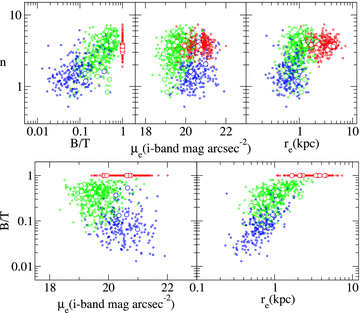 10
n
1
0.01 0.1 1 18 20 22 1 10
B/T μe(i-band mag arcsec-2) re(kpc)
1
B/T
0.1
0.01
18 20 22 0.1 1 10
μe(i-band mag arcsec-2) re(kpc)